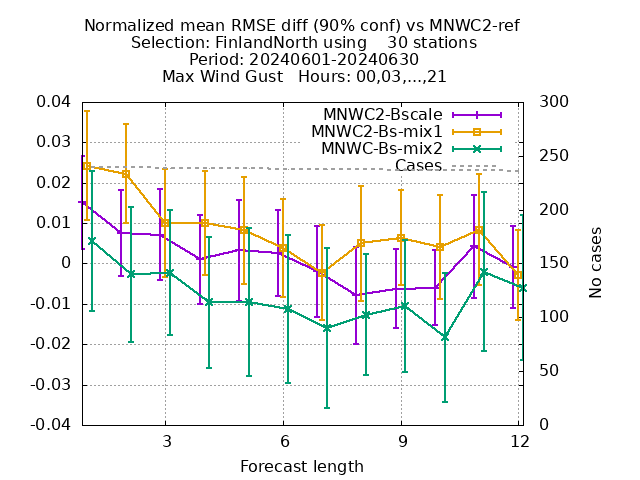 Normalized mean RMSE diff (90% conf) vs MNWC2-ref
Selection: FinlandNorth using    30 stations
Period: 20240601-20240630
Max Wind Gust   Hours: 00,03,...,21
MNWC2-Bscale
MNWC2-Bs-mix1
MNWC-Bs-mix2
Cases
0.04
0.03
0.02
0.01
0
-0.01
-0.02
-0.03
-0.04
300
250
200
150
100
50
0
No cases
3
6
9
12
Forecast length